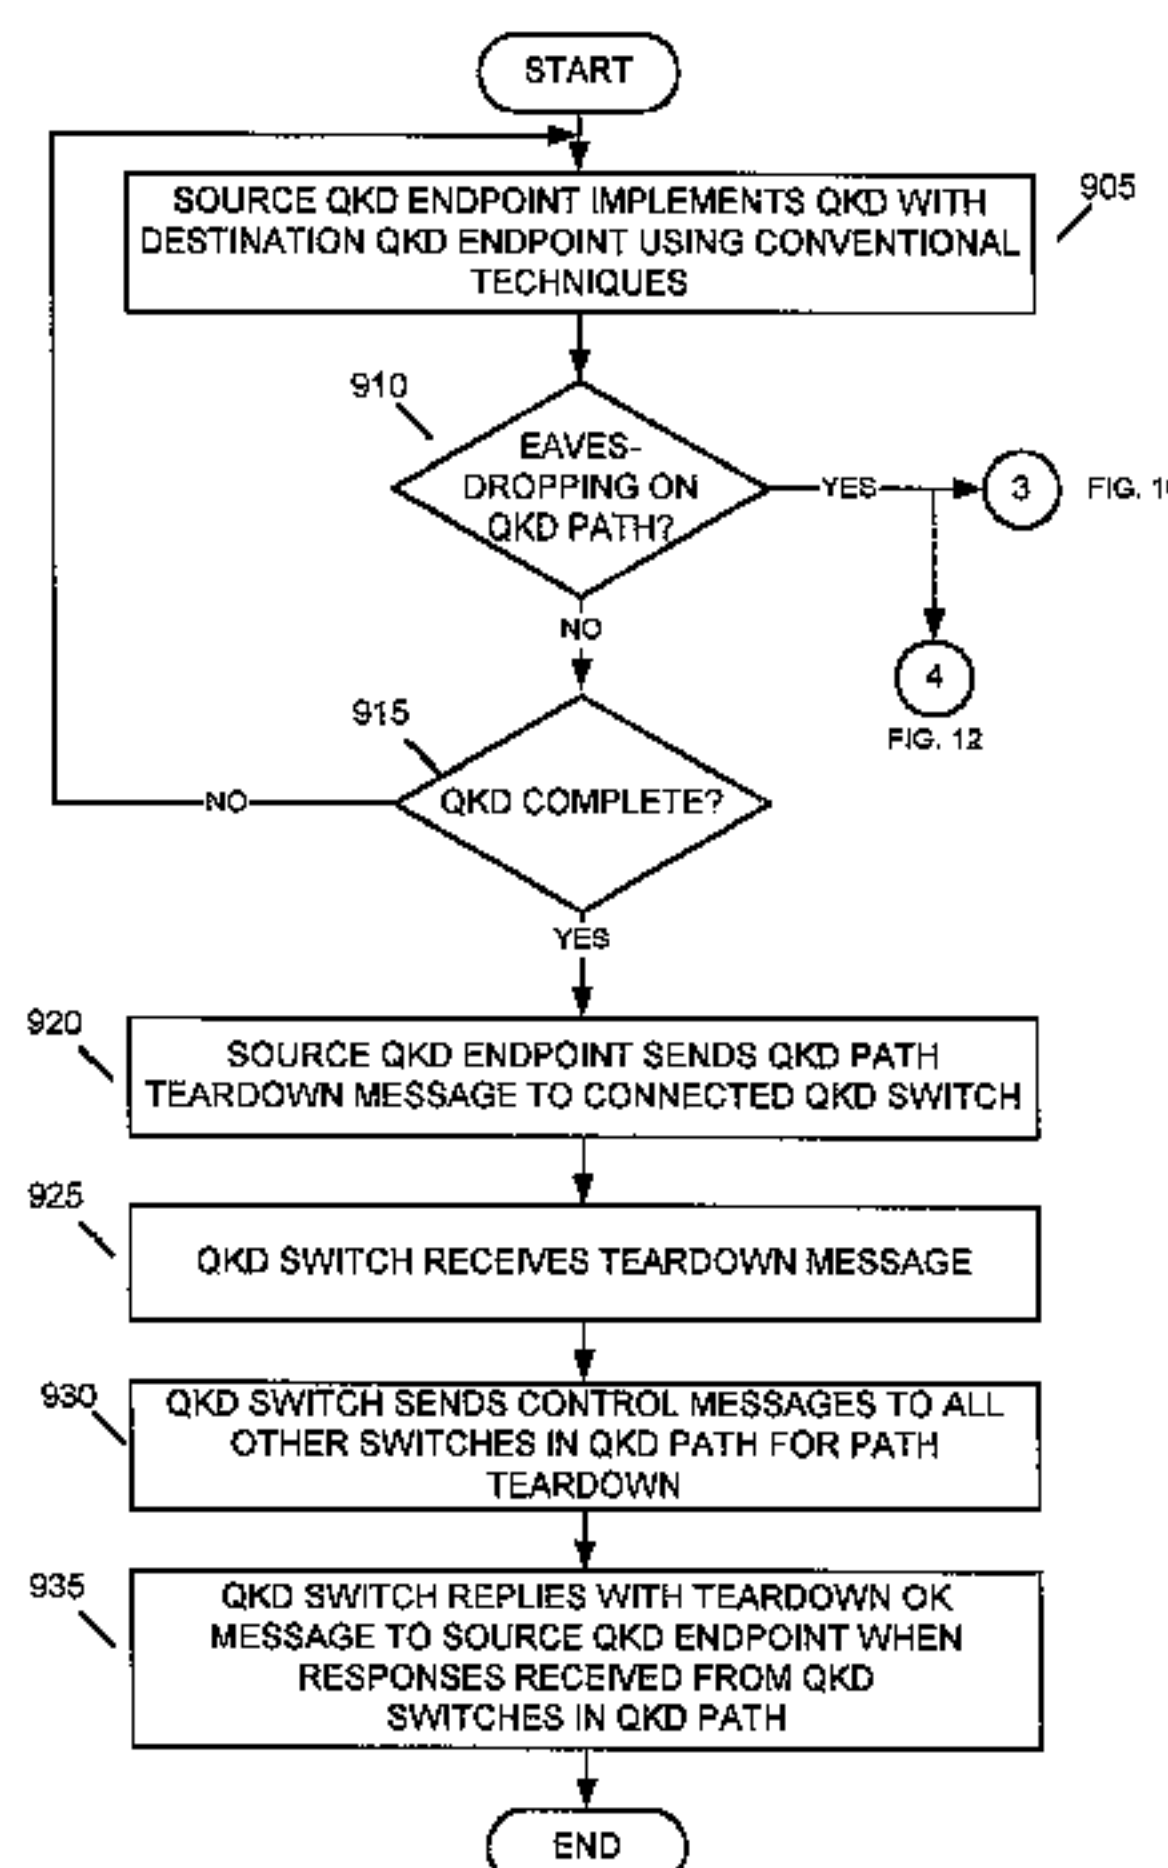 START
SOURCE QKD ENDPOINT IMPLEMENTS QKD WITH
DESTINATION QKD ENDPOINT USING CONVENTIONAL
TECHNIQUES
905
910
EAVES-
DROPPING ON
QKD PATH?
YES
3
FIG.
NO
4
FIG. 12
915
QKD COMPLETE?
NO
YES
920
SOURCE QKD ENDPOINT SENDS QKD PATH
TEARDOWN MESSAGE TO CONNECTED QKD SWITCH
925
QKD SWITCH RECEIVES TEARDOWN MESSAGE
930
QKD SWITCH SENDS CONTROL MESSAGES TO ALL
OTHER SWITCHES IN QKD PATH FOR PATH
TEARDOWN
935
QKD SWITCH REPLIES WITH TEARDOWN OK
MESSAGE TO SOURCE QKD ENDPOINT WHEN
RESPONSES RECEIVED FROM QKD
SWITCHES IN QKD PATH
END